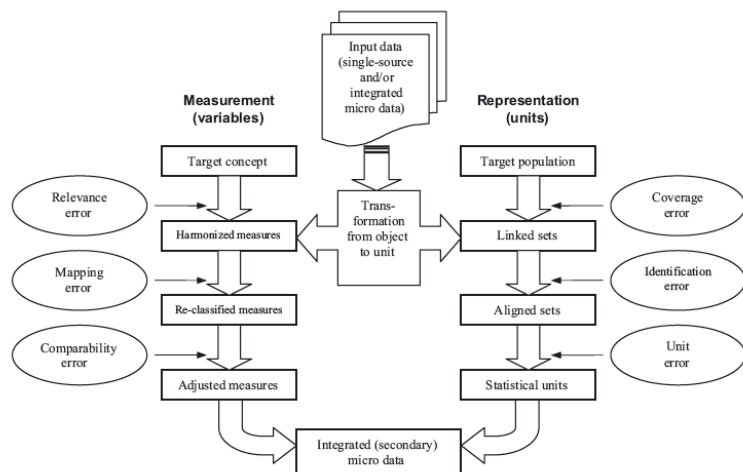 Input data
(single-source
and/or
integrated
micro data)
Measurement
(variables)
Representation
(units)
Target concept
Target population
Relevance
error
Trans-
formation
from object
to unit
Coverage
error
Harmonized measures
Linked sets
Mapping
error
Identification
error
Re-classified measures
Aligned sets
Comparability
error
Unit
error
Adjusted measures
Statistical units
Integrated (secondary)
micro data